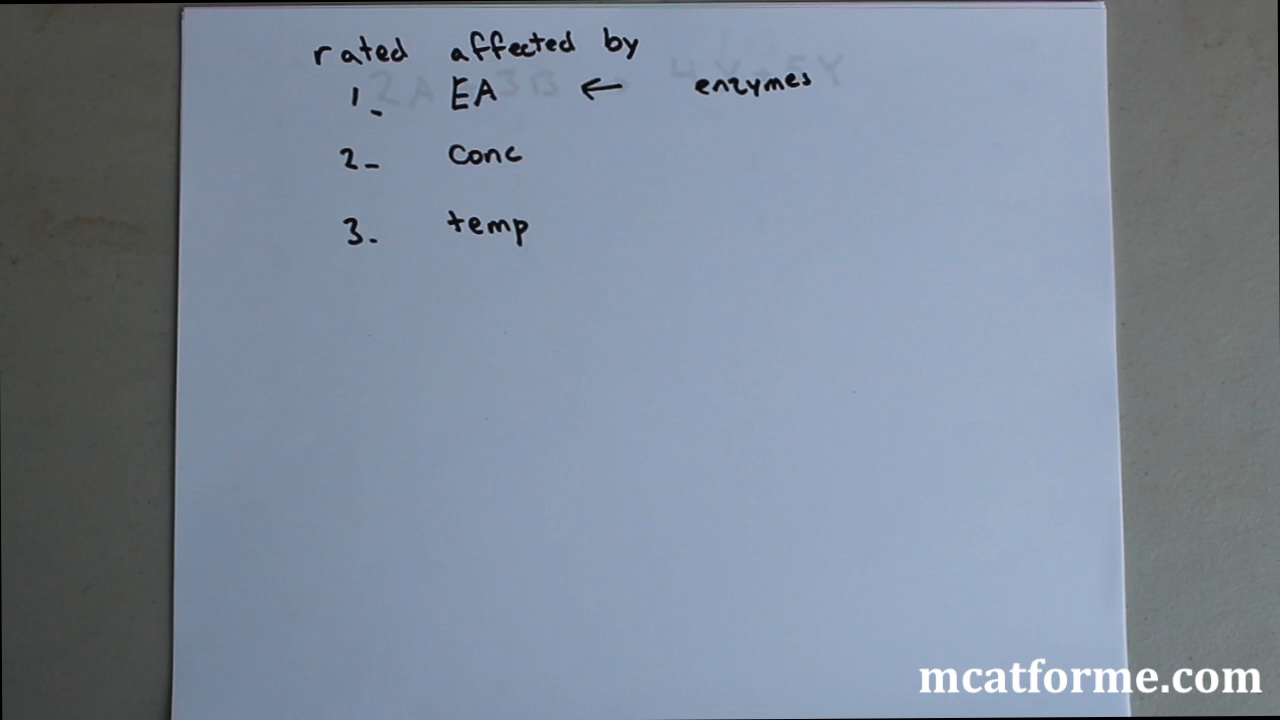 rated affected by
1. EA ← enzymes
2- Conc
3. temp
mcatforme.com